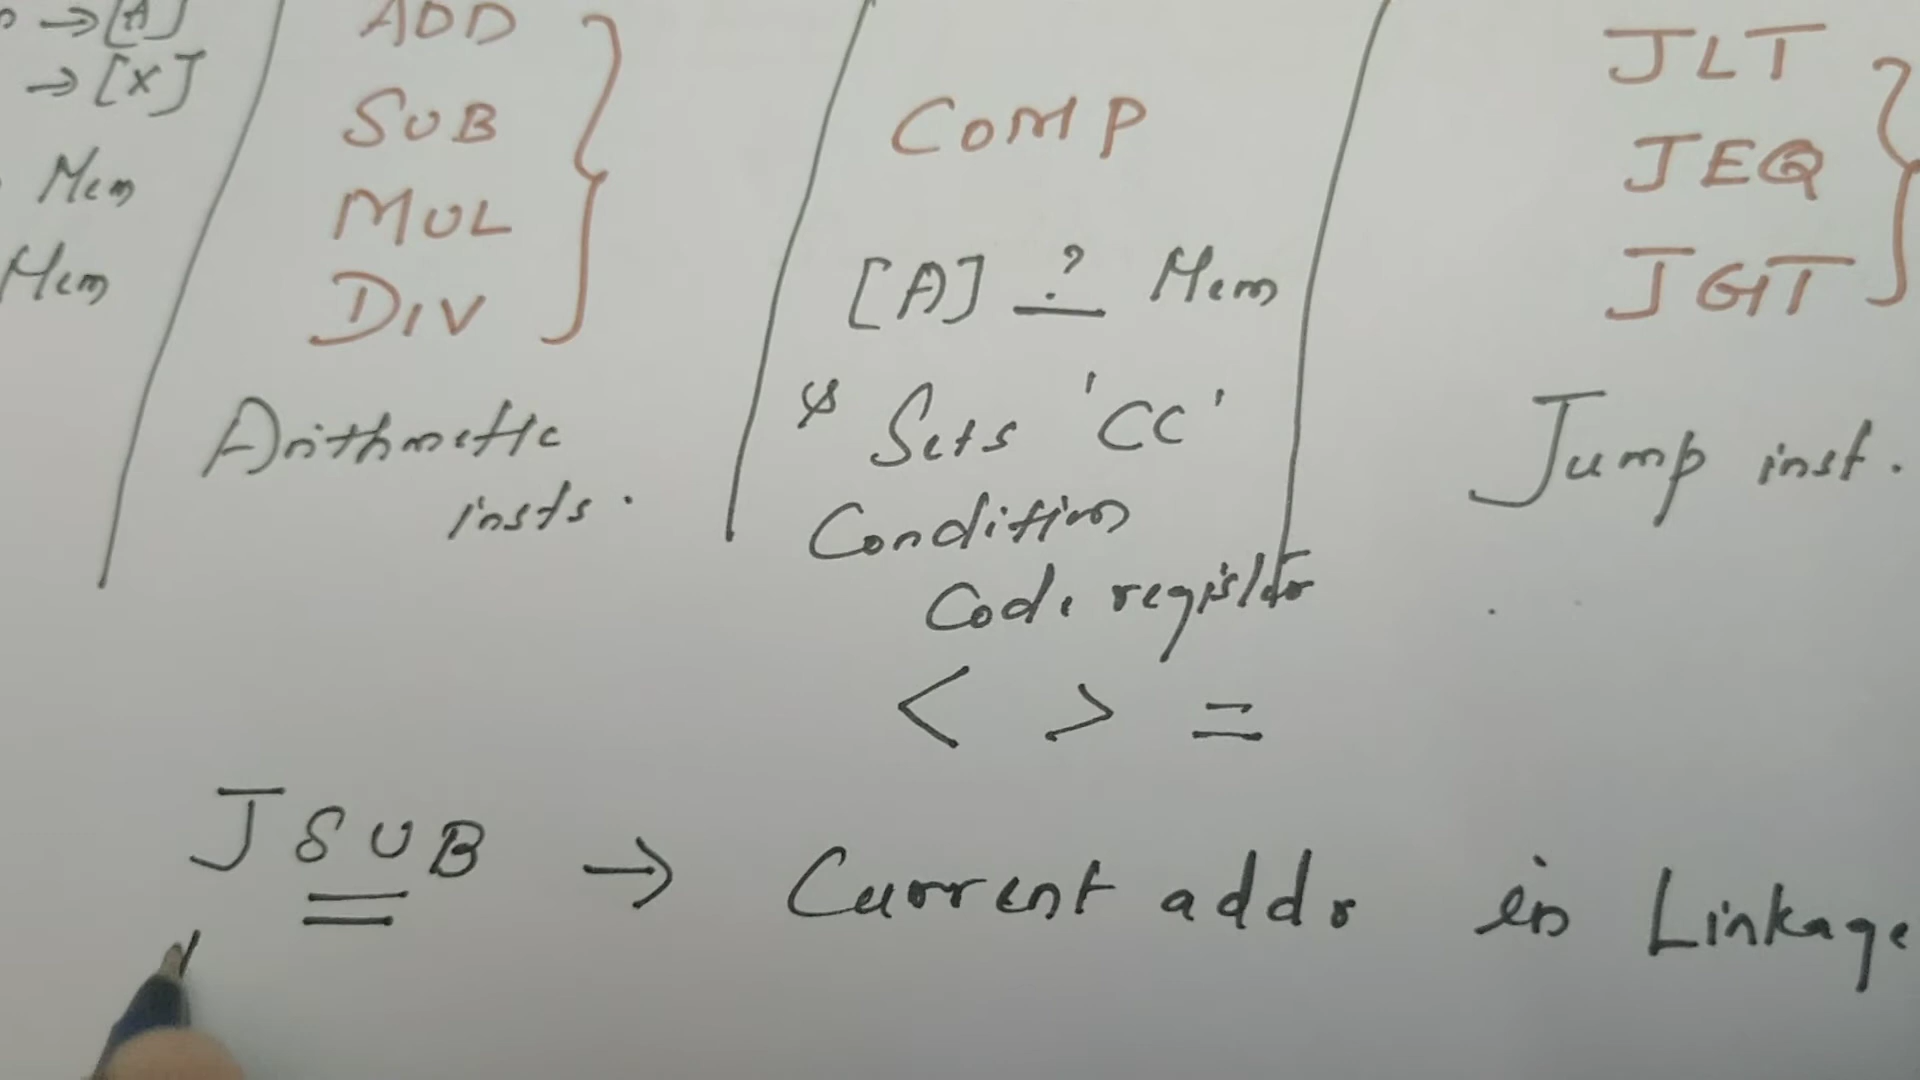 → [A]
→ [X]
Mem
Mem
ADD
SUB
MUL
DIV
Arithmetic
insts.
COMP
[A] ? Mem
* Sets 'CC'
Condition
Code register
< > =
JLT
JEQ
JGT
Jump inst.
JSUB → Current addr in Linkage